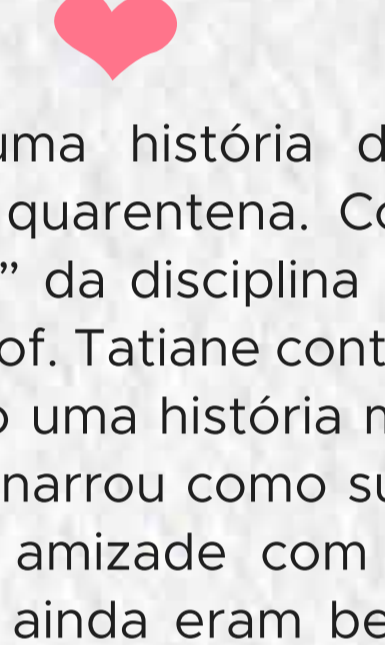 uma história d
quarentena. Co
” da disciplina
of. Tatiane cont
o uma história m
narrou como su
amizade com
ainda eram be